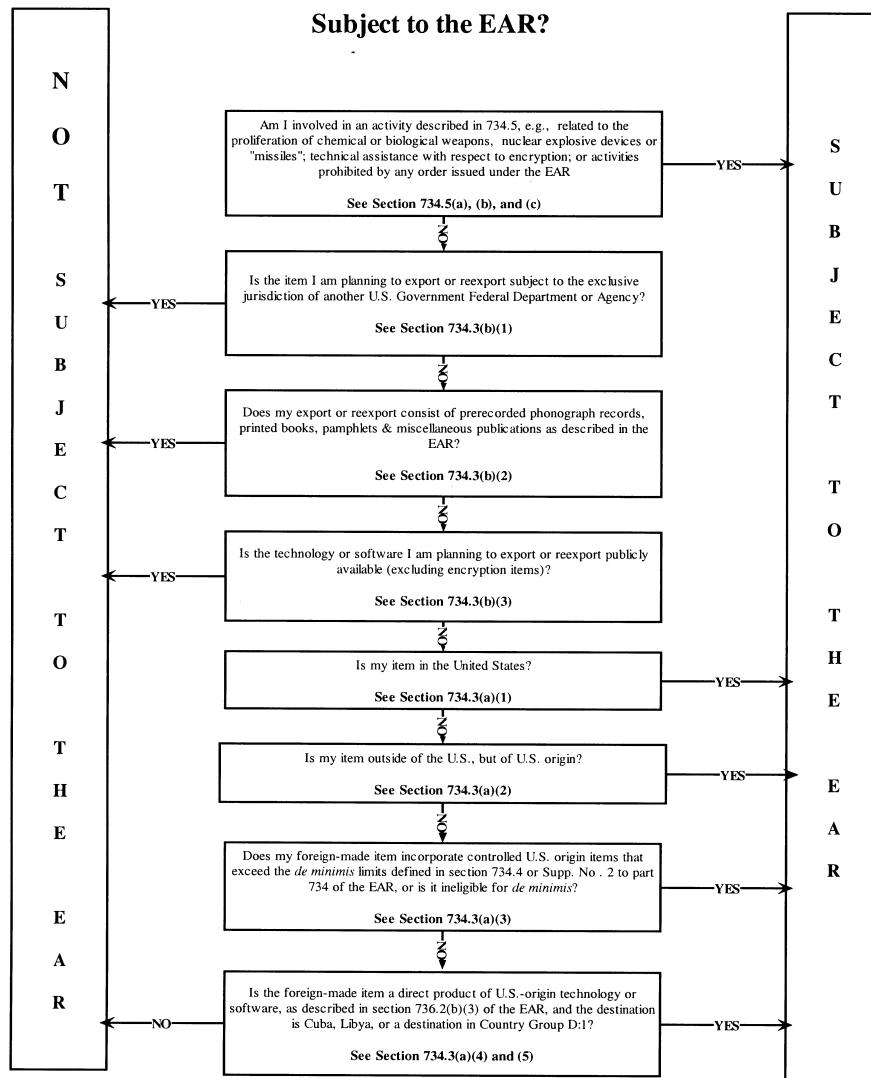 Subject to the EAR?
N
O
T
S
U
B
J
E
C
T
T
O
T
H
E
E
A
R
Am I involved in an activity described in 734.5, e.g., related to the
proliferation of chemical or biological weapons, nuclear explosive devices or
"missiles"; technical assistance with respect to encryption; or activities
prohibited by any order issued under the EAR
See Section 734.5(a), (b), and (c)
YES
NO
Is the item I am planning to export or reexport subject to the exclusive
jurisdiction of another U.S. Government Federal Department or Agency?
See Section 734.3(b)(1)
YES
NO
Does my export or reexport consist of prerecorded phonograph records,
printed books, pamphlets & miscellaneous publications as described in the
EAR?
See Section 734.3(b)(2)
YES
NO
Is the technology or software I am planning to export or reexport publicly
available (excluding encryption items)?
See Section 734.3(b)(3)
YES
NO
Is my item in the United States?
See Section 734.3(a)(1)
YES
NO
Is my item outside of the U.S., but of U.S. origin?
See Section 734.3(a)(2)
YES
NO
Does my foreign-made item incorporate controlled U.S. origin items that
exceed the de minimis limits defined in section 734.4 or Supp. No . 2 to part
734 of the EAR, or is it ineligible for de minimis?
See Section 734.3(a)(3)
YES
NO
Is the foreign-made item a direct product of U.S.-origin technology or
software, as described in section 736.2(b)(3) of the EAR, and the destination
is Cuba, Libya, or a destination in Country Group D:1?
See Section 734.3(a)(4) and (5)
NO
YES
S
U
B
J
E
C
T
T
O
T
H
E
E
A
R